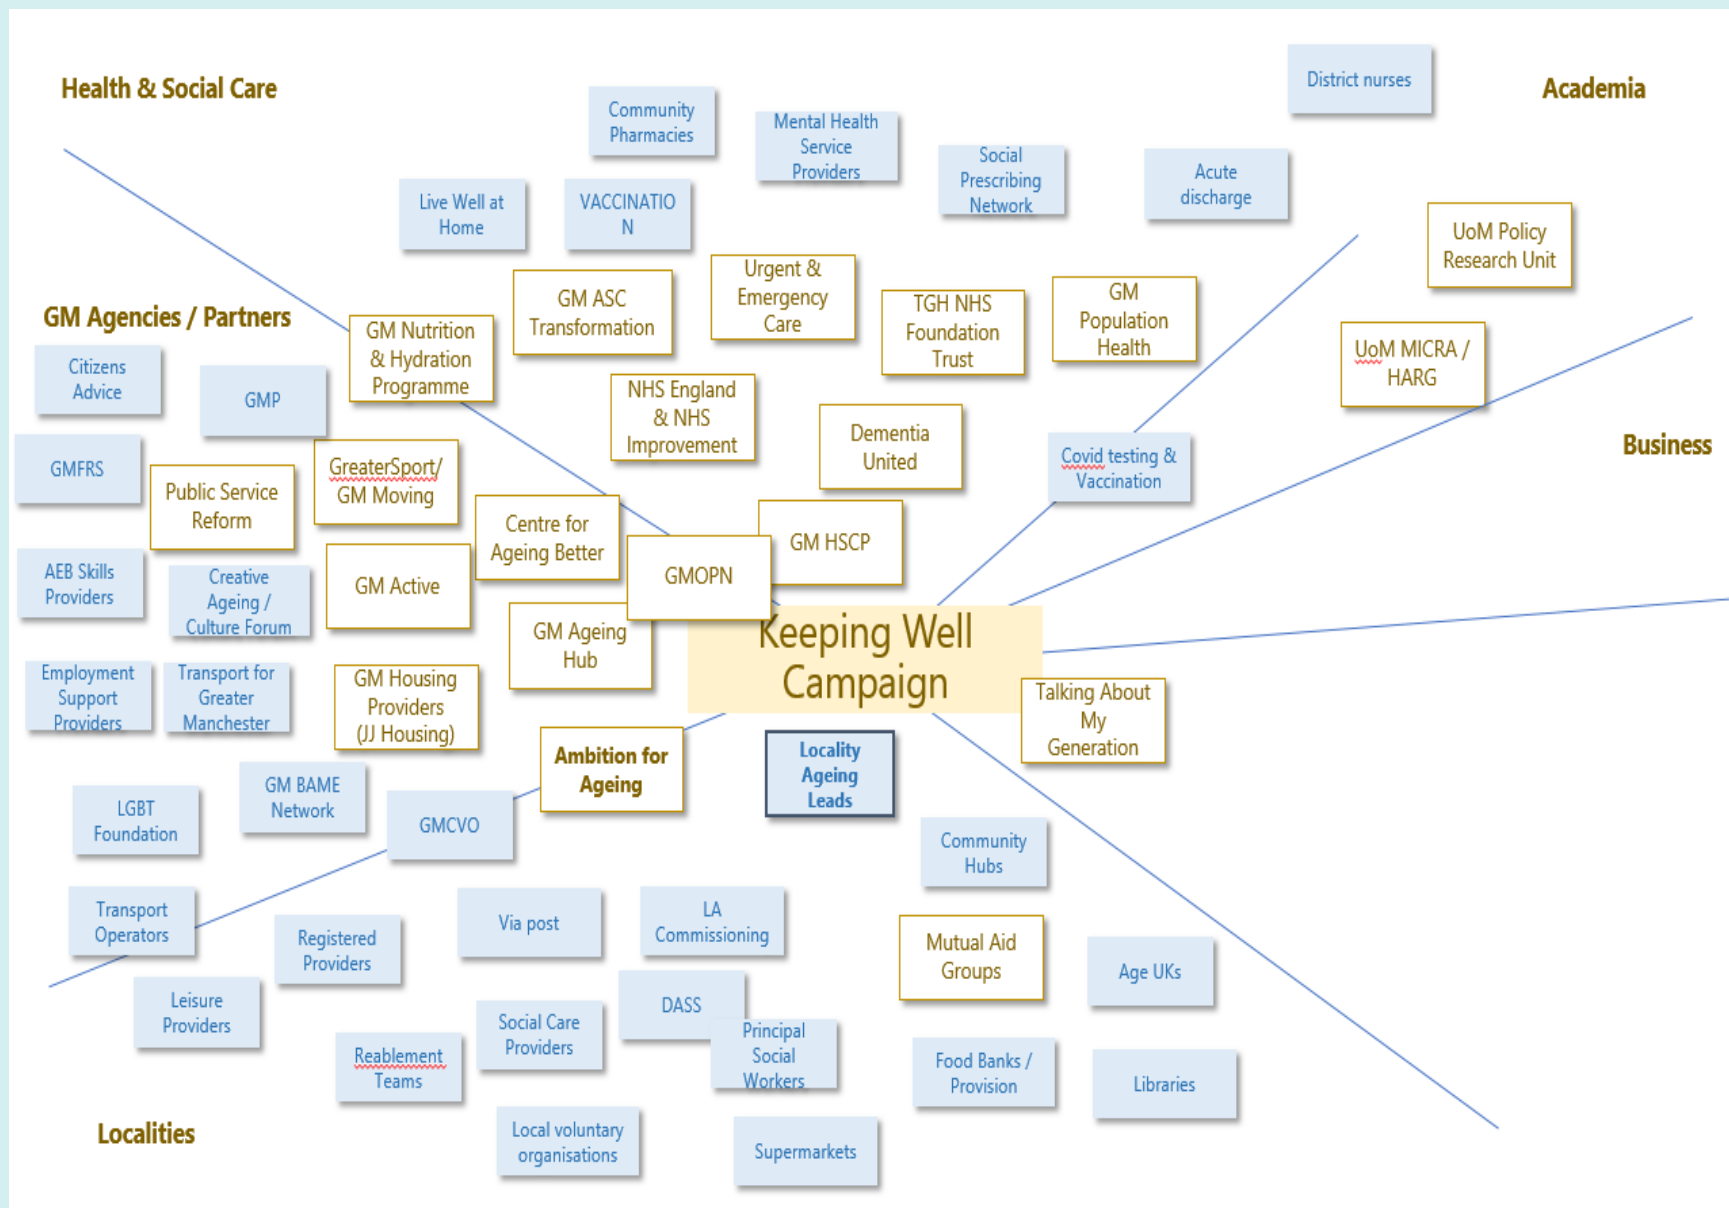 Health & Social Care
Academia
District nurses
Community
Pharmacies
Mental Health
Service
Providers
Social
Prescribing
Network
Acute
discharge
Live Well at
Home
VACCINATIO
N
UoM Policy
Research Unit
GM ASC
Transformation
Urgent &
Emergency
Care
TGH NHS
Foundation
Trust
GM
Population
Health
GM Agencies / Partners
GM Nutrition
& Hydration
Programme
UoM MICRA /
HARG
Citizens
Advice
GMP
NHS England
& NHS
Improvement
Dementia
United
Business
GMFRS
Public Service
Reform
GreaterSport/
GM Moving
Covid testing &
Vaccination
Centre for
Ageing Better
GMOPN
GM HSCP
AEB Skills
Providers
Creative
Ageing /
Culture Forum
GM Active
GM Ageing
Hub
Keeping Well
Campaign
Employment
Support
Providers
Transport for
Greater
Manchester
GM Housing
Providers
(JJ Housing)
Talking About
My
Generation
Ambition for
Ageing
Locality
Ageing
Leads
LGBT
Foundation
GM BAME
Network
GMCVO
Community
Hubs
Transport
Operators
Registered
Providers
Via post
LA
Commissioning
Mutual Aid
Groups
Age UKs
Leisure
Providers
Social Care
Providers
DASS
Principal
Social
Workers
Reablement
Teams
Food Banks /
Provision
Libraries
Localities
Local voluntary
organisations
Supermarkets